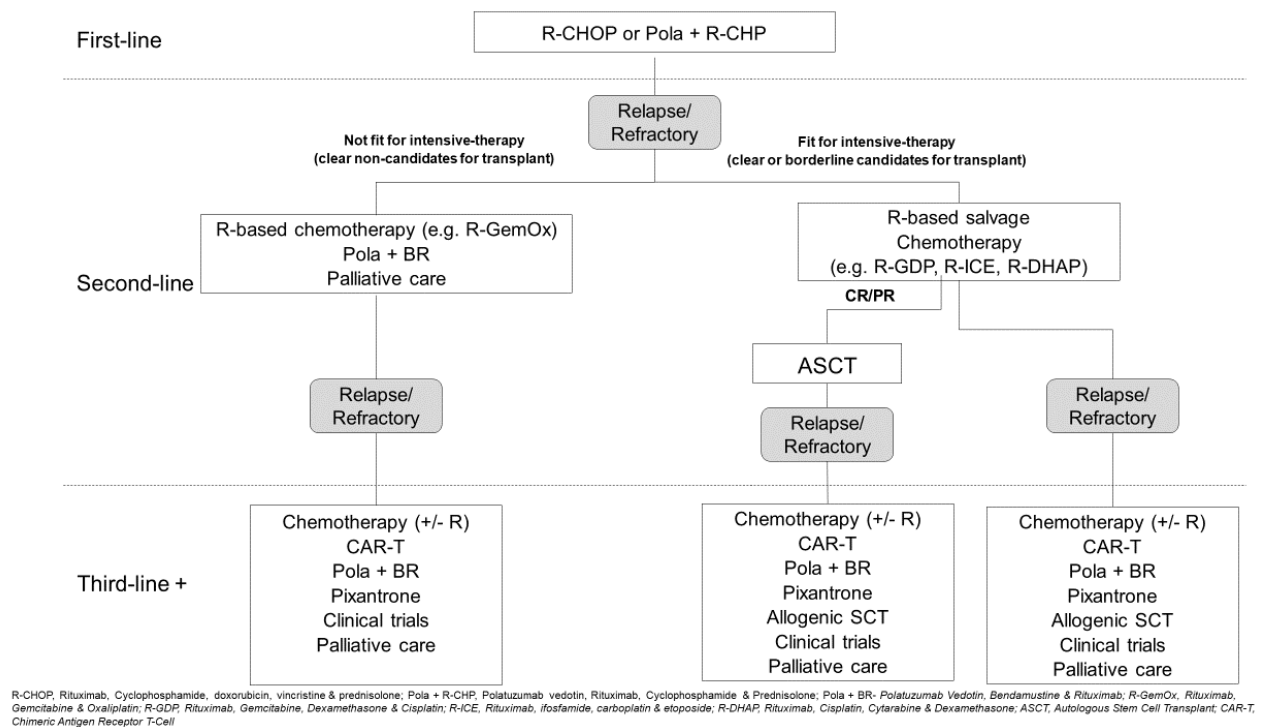 First-line
R-CHOP or Pola + R-CHP
Relapse/
Refractory
Not fit for intensive-therapy
(clear non-candidates for transplant)
Fit for intensive-therapy
(clear or borderline candidates for transplant)
Second-line
R-based chemotherapy (e.g. R-GemOx)
Pola + BR
Palliative care
R-based salvage
Chemotherapy
(e.g. R-GDP, R-ICE, R-DHAP)
CR/PR
ASCT
Relapse/
Refractory
Relapse/
Refractory
Relapse/
Refractory
Third-line +
Chemotherapy (+/- R)
CAR-T
Pola + BR
Pixantrone
Clinical trials
Palliative care
Chemotherapy (+/- R)
CAR-T
Pola + BR
Pixantrone
Allogenic SCT
Clinical trials
Palliative care
Chemotherapy (+/- R)
CAR-T
Pola + BR
Pixantrone
Allogenic SCT
Clinical trials
Palliative care
R-CHOP, Rituximab, Cyclophosphamide, doxorubicin, vincristine & prednisolone; Pola + R-CHP, Polatuzumab vedotin, Rituximab, Cyclophosphamide & Prednisolone; Pola + BR- Polatuzumab Vedotin, Bendamustine & Rituximab; R-GemOx, Rituximab,
Gemcitabine & Oxaliplatin; R-GDP, Rituximab, Gemcitabine, Dexamethasone & Cisplatin; R-ICE, Rituximab, ifosfamide, carboplatin & etoposide; R-DHAP, Rituximab, Cisplatin, Cytarabine & Dexamethasone; ASCT, Autologous Stem Cell Transplant; CAR-T,
Chimeric Antigen Receptor T-Cell